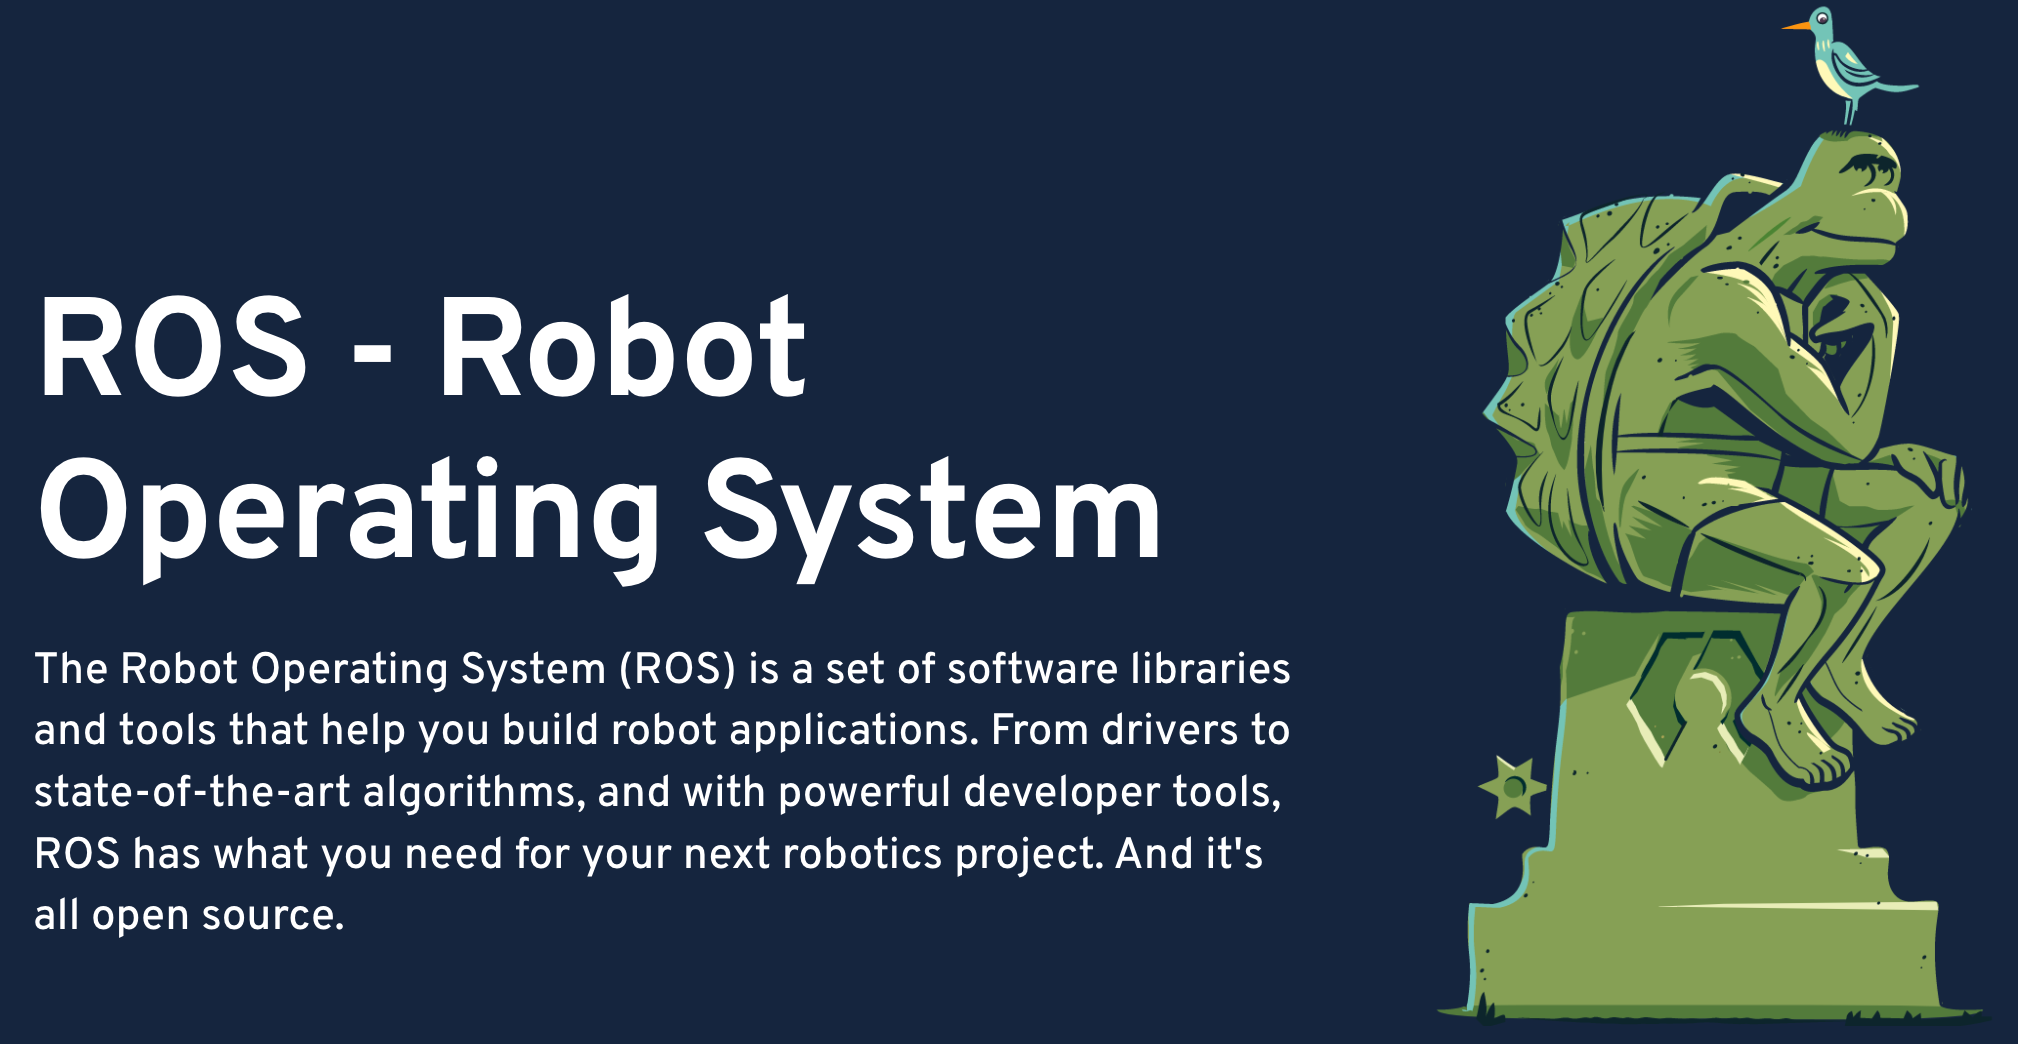 ROS - Robot
Operating System
The Robot Operating System (ROS) is a set of software libraries
and tools that help you build robot applications. From drivers to
state-of-the-art algorithms, and with powerful developer tools,
ROS has what you need for your next robotics project. And it's
all open source.